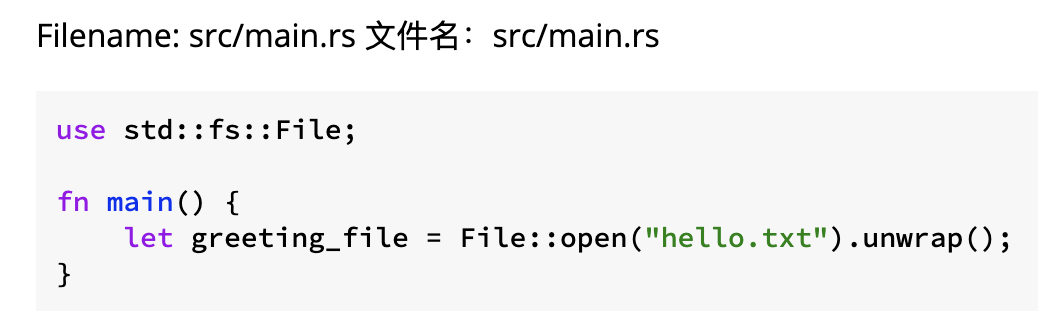 Filename: src/main.rs 文件名：src/main.rs
use std::fs::File;
fn main() {
    let greeting_file = File::open("hello.txt").unwrap();
}